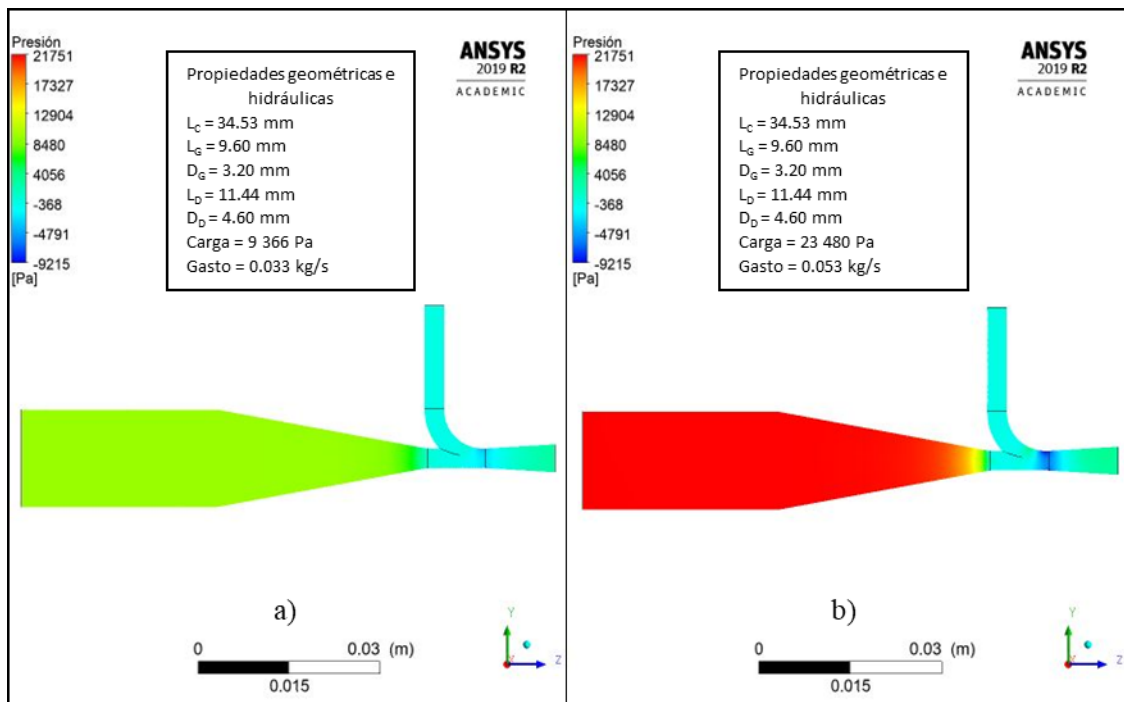 Presión
21751
17327
12904
8480
4056
-368
-4791
-9215
[Pa]
Propiedades geométricas e
hidráulicas
L_C = 34.53 mm
L_G = 9.60 mm
D_G = 3.20 mm
L_D = 11.44 mm
D_D = 4.60 mm
Carga = 9 366 Pa
Gasto = 0.033 kg/s
ANSYS
2019 R2
ACADEMIC
a)
0 0.03 (m)
0.015
Y
X
Z
Presión
21751
17327
12904
8480
4056
-368
-4791
-9215
[Pa]
Propiedades geométricas e
hidráulicas
L_C = 34.53 mm
L_G = 9.60 mm
D_G = 3.20 mm
L_D = 11.44 mm
D_D = 4.60 mm
Carga = 23 480 Pa
Gasto = 0.053 kg/s
ANSYS
2019 R2
ACADEMIC
b)
0 0.03 (m)
0.015
Y
X
Z